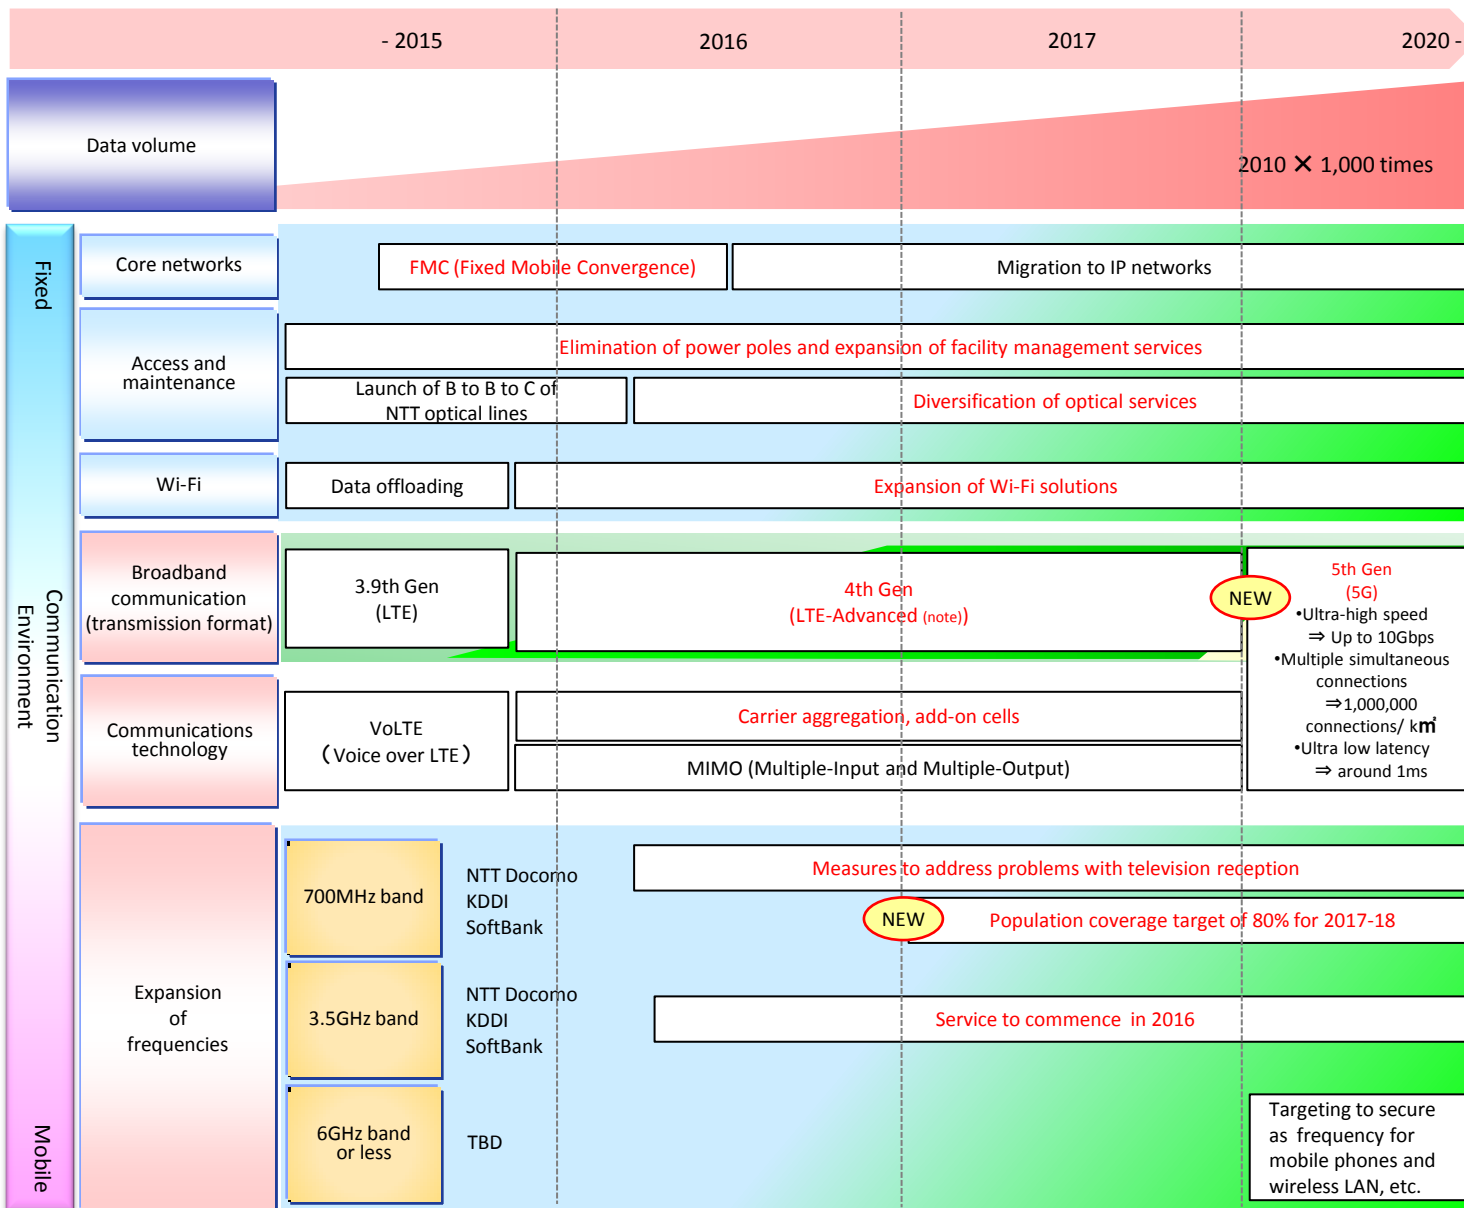 - 2015
2016
2017
2020 -
Data volume
2010 ✕ 1,000 times
Fixed
Communication
Environment
Mobile
Core networks
FMC (Fixed Mobile Convergence)
Migration to IP networks
Access and
maintenance
Elimination of power poles and expansion of facility management services
Launch of B to B to C of
NTT optical lines
Diversification of optical services
Wi-Fi
Data offloading
Expansion of Wi-Fi solutions
Broadband
communication
(transmission format)
3.9th Gen
(LTE)
4th Gen
(LTE-Advanced (note))
NEW
5th Gen
(5G)
•Ultra-high speed
⇒ Up to 10Gbps
•Multiple simultaneous
connections
⇒1,000,000
connections/ k㎡
•Ultra low latency
⇒ around 1ms
Communications
technology
VoLTE
(Voice over LTE)
Carrier aggregation, add-on cells
MIMO (Multiple-Input and Multiple-Output)
Expansion
of
frequencies
700MHz band
NTT Docomo
KDDI
SoftBank
Measures to address problems with television reception
NEW
Population coverage target of 80% for 2017-18
3.5GHz band
NTT Docomo
KDDI
SoftBank
Service to commence in 2016
6GHz band
or less
TBD
Targeting to secure
as frequency for
mobile phones and
wireless LAN, etc.